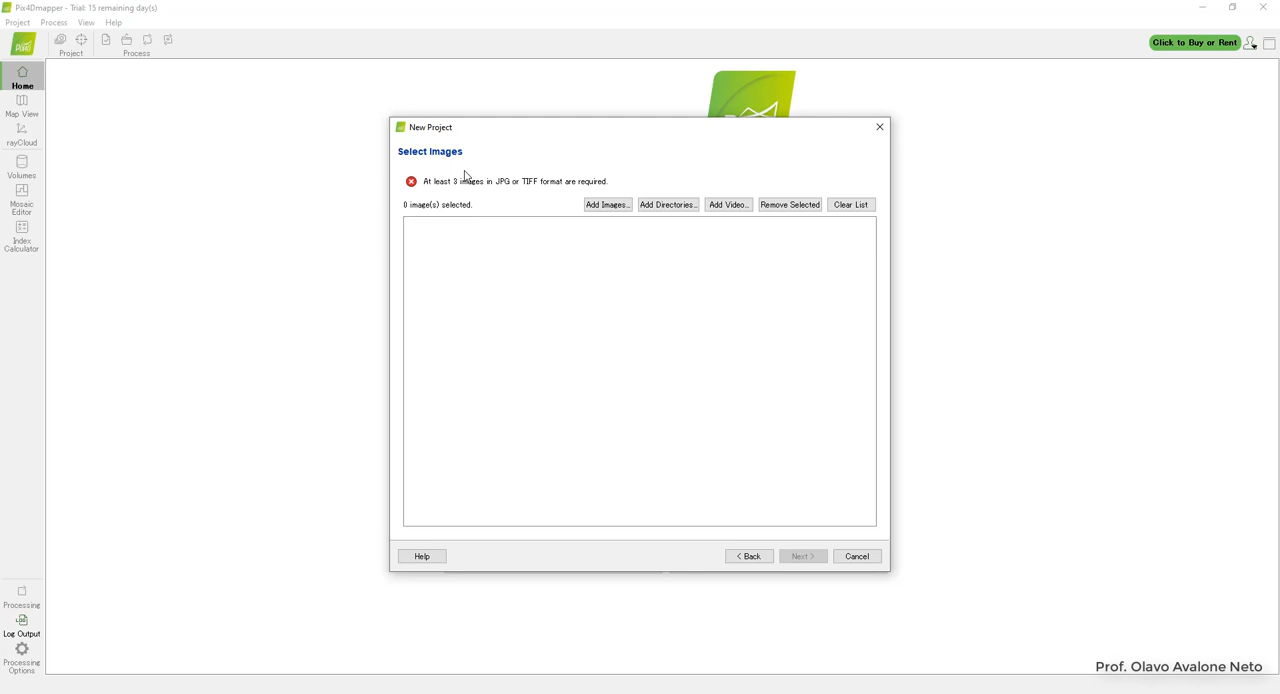 Pix4Dmapper - Trial: 15 remaining day(s)
Project Process View Help
Project Process
Click to Buy or Rent
Home
Map View
rayCloud
Volumes
Mosaic
Editor
Index
Calculator
New Project
Select Images
At least 3 images in JPG or TIFF format are required.
0 image(s) selected.
Add Images... Add Directories... Add Video... Remove Selected Clear List
Help < Back Next > Cancel
Processing
Log Output
Processing
Options
Prof. Olavo Avalone Neto